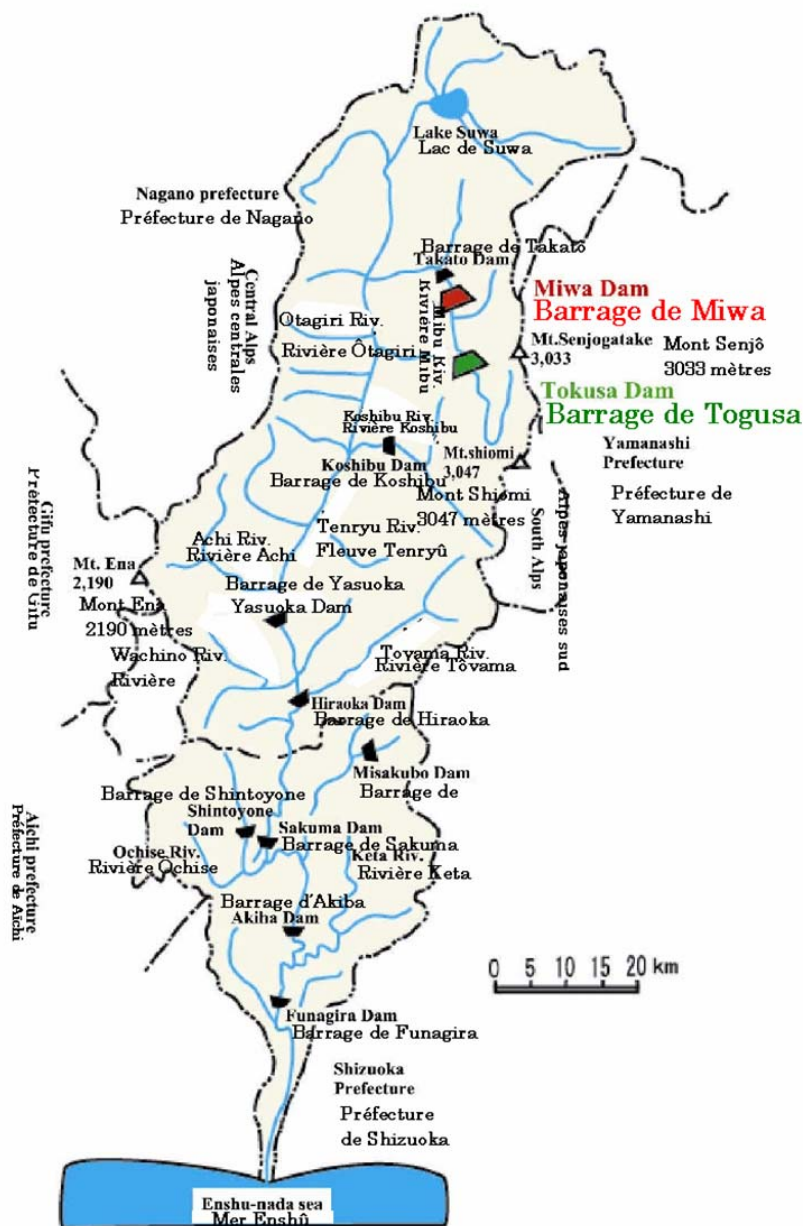 Lake Suwa
Lac de Suwa
Nagano prefecture
Préfecture de Nagano
Barrage de Takatô
Takato Dam
Central Alps
Alpes centrales
japonaises
Miwa Dam
Barrage de Miwa
Mibu Riv.
Rivière Mibu
Otagiri Riv.
Rivière Ôtagiri
Mt.Senjogatake
3,033
Mont Senjô
3033 mètres
Tokusa Dam
Barrage de Togusa
Koshibu Riv.
Rivière Koshibu
Koshibu Dam
Barrage de Koshibu
Mt.shiomi
3,047
Mont Shiomi
3047 mètres
Yamanashi
Prefecture
Préfecture de
Yamanashi
South Alps
Alpes japonaises sud
Gifu prefecture
Préfecture de Gifu
Tenryu Riv.
Fleuve Tenryû
Achi Riv.
Rivière Achi
Mt. Ena
2,190
Mont Ena
2190 mètres
Barrage de Yasuoka
Yasuoka Dam
Wachino Riv.
Rivière
Toyama Riv.
Rivière Tôyama
Hiraoka Dam
Barrage de Hiraoka
Misakubo Dam
Barrage de
Barrage de Shintoyone
Shintoyone
Dam
Sakuma Dam
Barrage de Sakuma
Aichi prefecture
Préfecture de Aichi
Ochise Riv.
Rivière Ochise
Keta Riv.
Rivière Keta
Barrage d'Akiba
Akiha Dam
0 5 10 15 20 km
Funagira Dam
Barrage de Funagira
Shizuoka
Prefecture
Préfecture
de Shizuoka
Enshu-nada sea
Mer Enshû